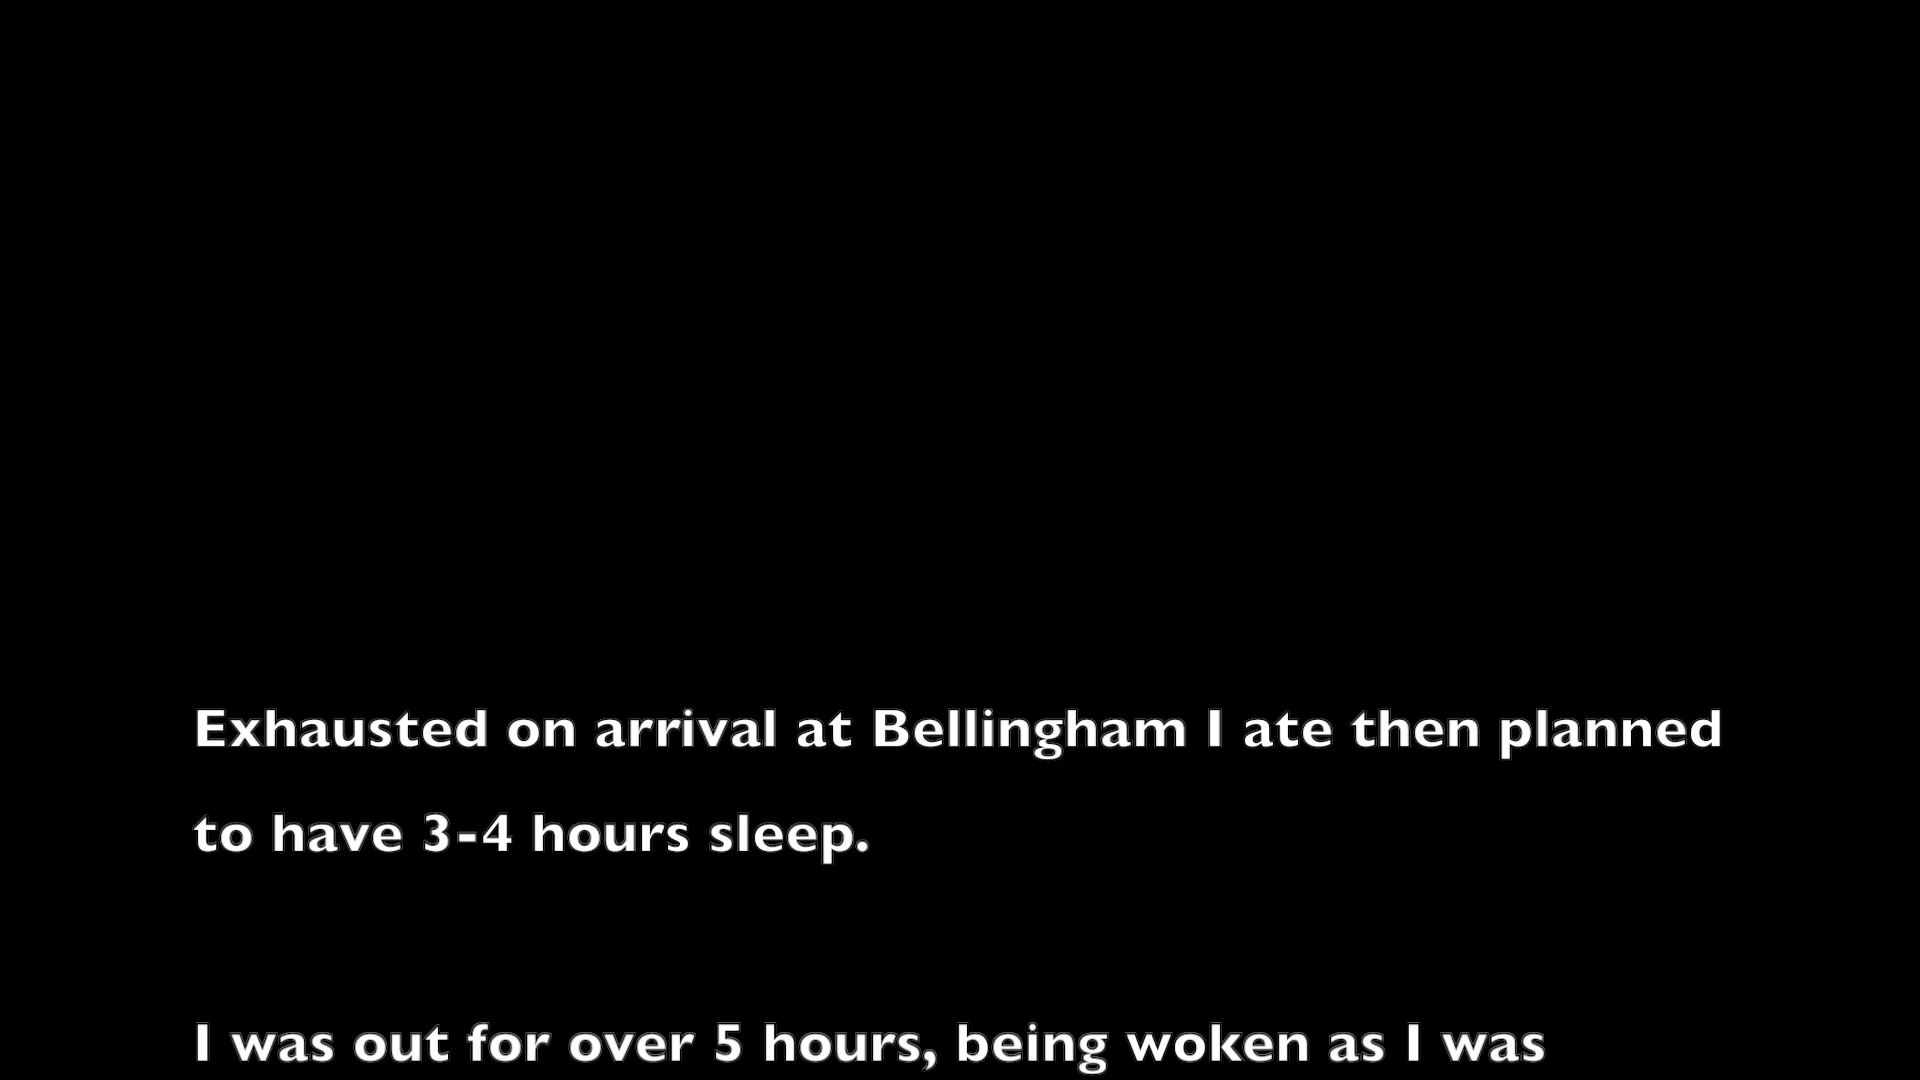 Exhausted on arrival at Bellingham I ate then planned
to have 3-4 hours sleep.
I was out for over 5 hours, being woken as I was